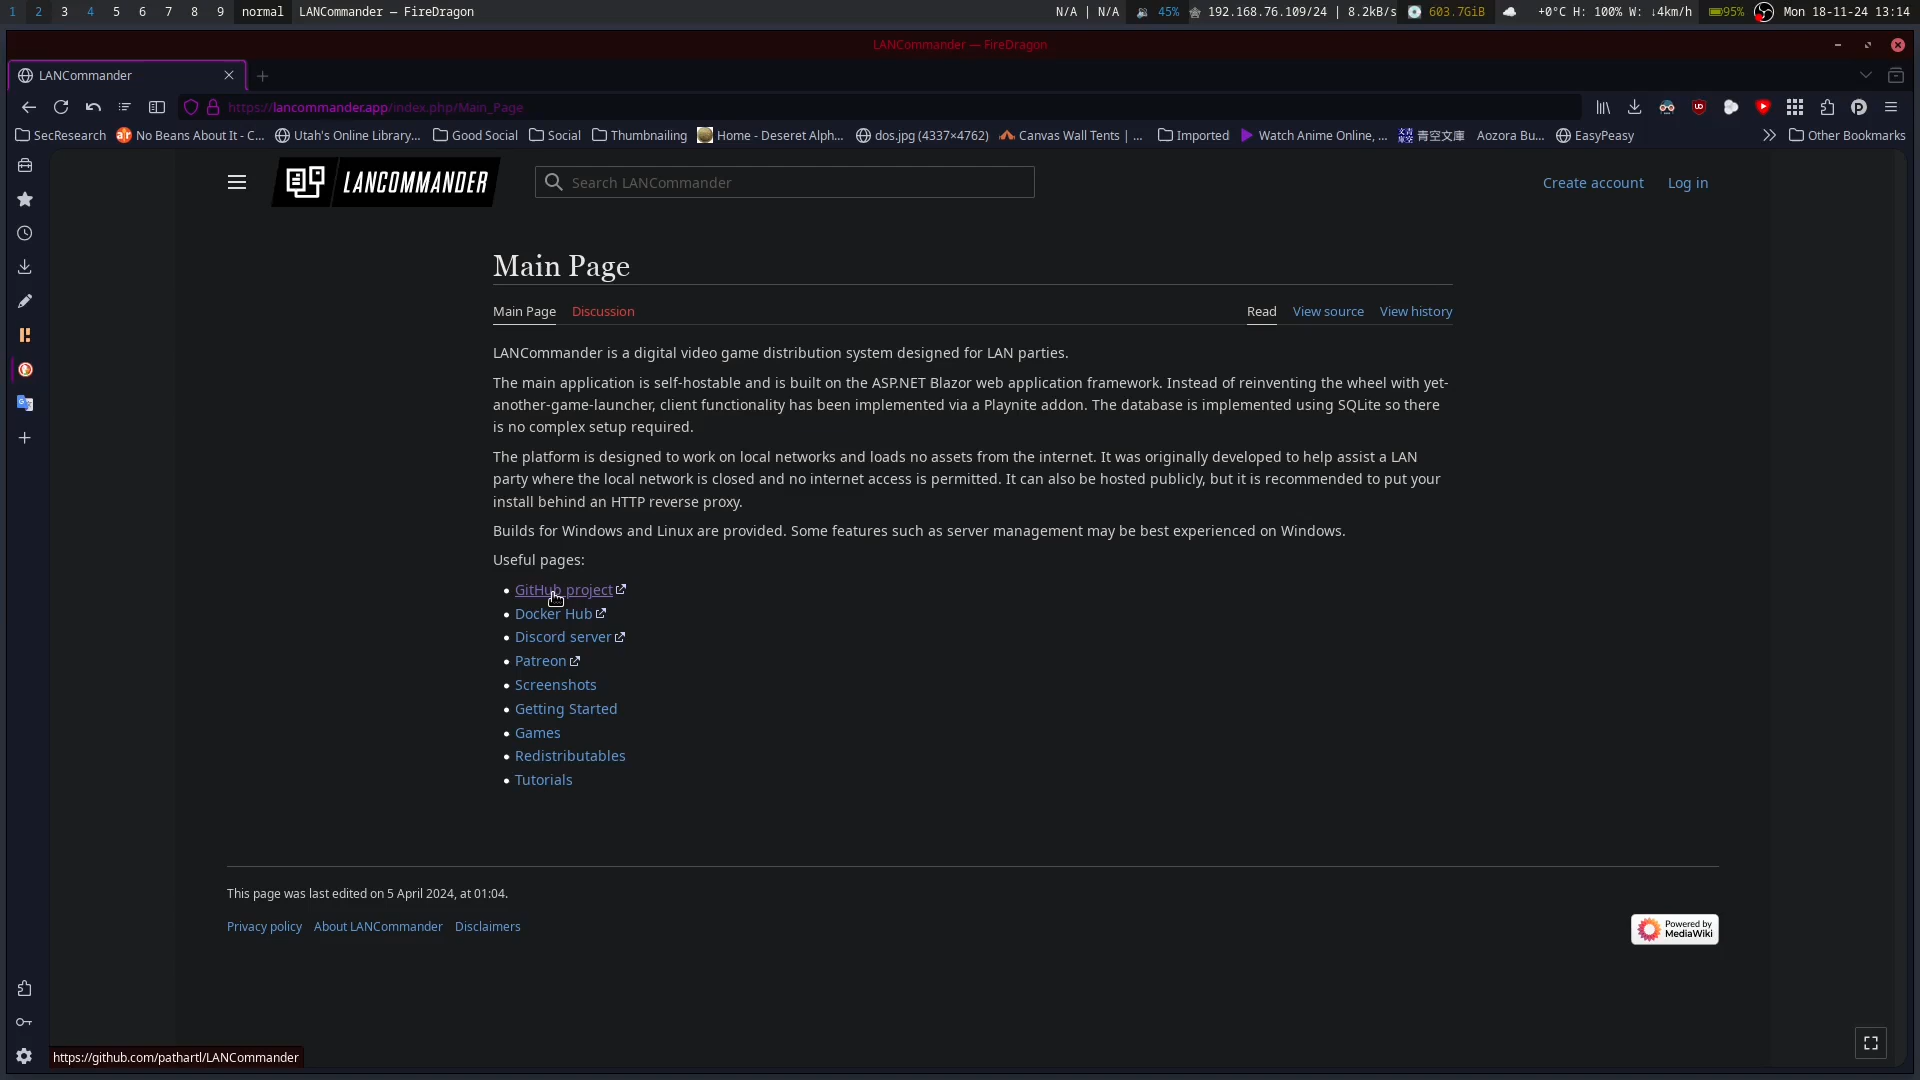 1 2 3 4 5 6 7 8 9 normal LANCommander — FireDragon N/A | N/A 45% 192.168.76.109/24 | 8.2kB/s 603.7GiB +0°C H: 100% W: ↓4km/h 95% Mon 18-11-24 13:14
LANCommander — FireDragon
LANCommander
https://lancommander.app/index.php/Main_Page
SecResearch No Beans About It - C... Utah's Online Library... Good Social Social Thumbnailing Home - Deseret Alph... dos.jpg (4337×4762) Canvas Wall Tents | ... Imported Watch Anime Online, ... 青空文庫 Aozora Bu... EasyPeasy Other Bookmarks
LANCOMMANDER Search LANCommander Create account Log in
Main Page
Main Page Discussion Read View source View history
LANCommander is a digital video game distribution system designed for LAN parties.
The main application is self-hostable and is built on the ASP.NET Blazor web application framework. Instead of reinventing the wheel with yet-
another-game-launcher, client functionality has been implemented via a Playnite addon. The database is implemented using SQLite so there
is no complex setup required.
The platform is designed to work on local networks and loads no assets from the internet. It was originally developed to help assist a LAN
party where the local network is closed and no internet access is permitted. It can also be hosted publicly, but it is recommended to put your
install behind an HTTP reverse proxy.
Builds for Windows and Linux are provided. Some features such as server management may be best experienced on Windows.
Useful pages:
• GitHub project
• Docker Hub
• Discord server
• Patreon
• Screenshots
• Getting Started
• Games
• Redistributables
• Tutorials
This page was last edited on 5 April 2024, at 01:04.
Privacy policy About LANCommander Disclaimers
Powered by
MediaWiki
https://github.com/pathartl/LANCommander